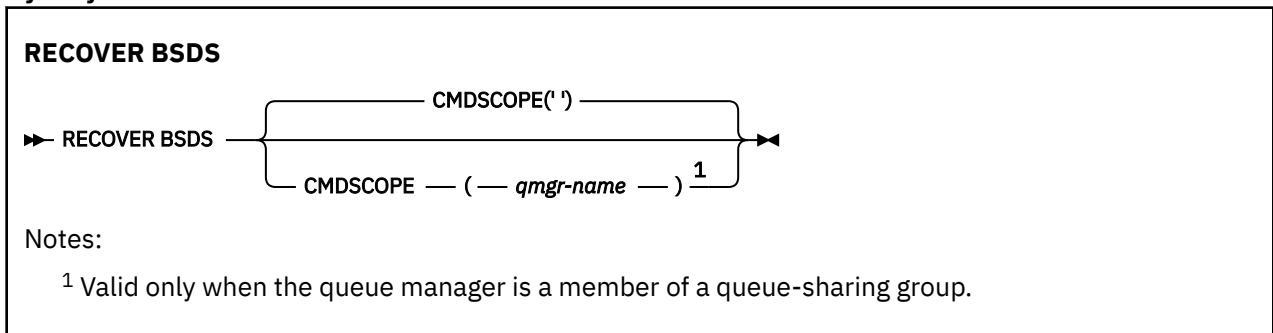 RECOVER BSDS
CMDSCOPE(' ')
RECOVER BSDS
CMDSCOPE ( qmgr-name ) 1
Notes:
1 Valid only when the queue manager is a member of a queue-sharing group.